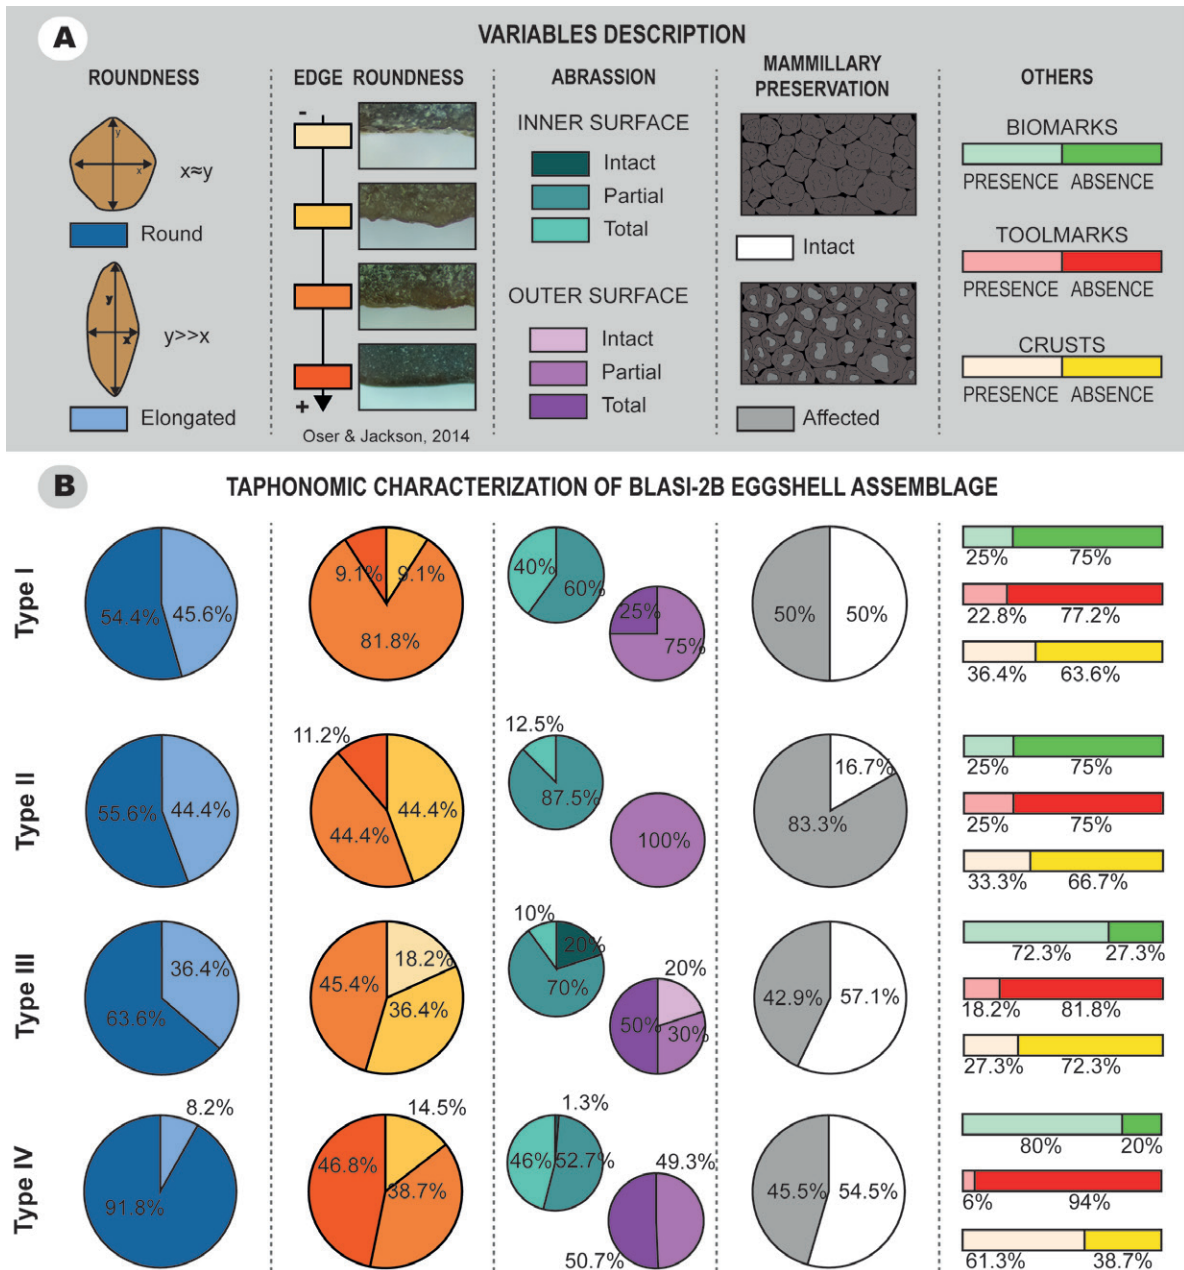 A
VARIABLES DESCRIPTION
ROUNDNESS
y
x
x≈y
Round
y
x
y>>x
Elongated
EDGE ROUNDNESS
-
+
Oser & Jackson, 2014
ABRASSION
INNER SURFACE
Intact
Partial
Total
OUTER SURFACE
Intact
Partial
Total
MAMMILLARY
PRESERVATION
Intact
Affected
OTHERS
BIOMARKS
PRESENCE ABSENCE
TOOLMARKS
PRESENCE ABSENCE
CRUSTS
PRESENCE ABSENCE
B
TAPHONOMIC CHARACTERIZATION OF BLASI-2B EGGSHELL ASSEMBLAGE
Type I
54.4% 45.6%
9.1% 9.1%
81.8%
40% 60%
25% 75%
50% 50%
25% 75%
22.8% 77.2%
36.4% 63.6%
Type II
55.6% 44.4%
11.2%
44.4% 44.4%
12.5%
87.5%
100%
16.7%
83.3%
25% 75%
25% 75%
33.3% 66.7%
Type III
36.4%
63.6%
18.2%
45.4% 36.4%
10% 20%
70%
20%
50% 30%
42.9% 57.1%
72.3% 27.3%
18.2% 81.8%
27.3% 72.3%
Type IV
8.2%
91.8%
14.5%
46.8% 38.7%
1.3%
46% 52.7%
49.3%
50.7%
45.5% 54.5%
80% 20%
6% 94%
61.3% 38.7%